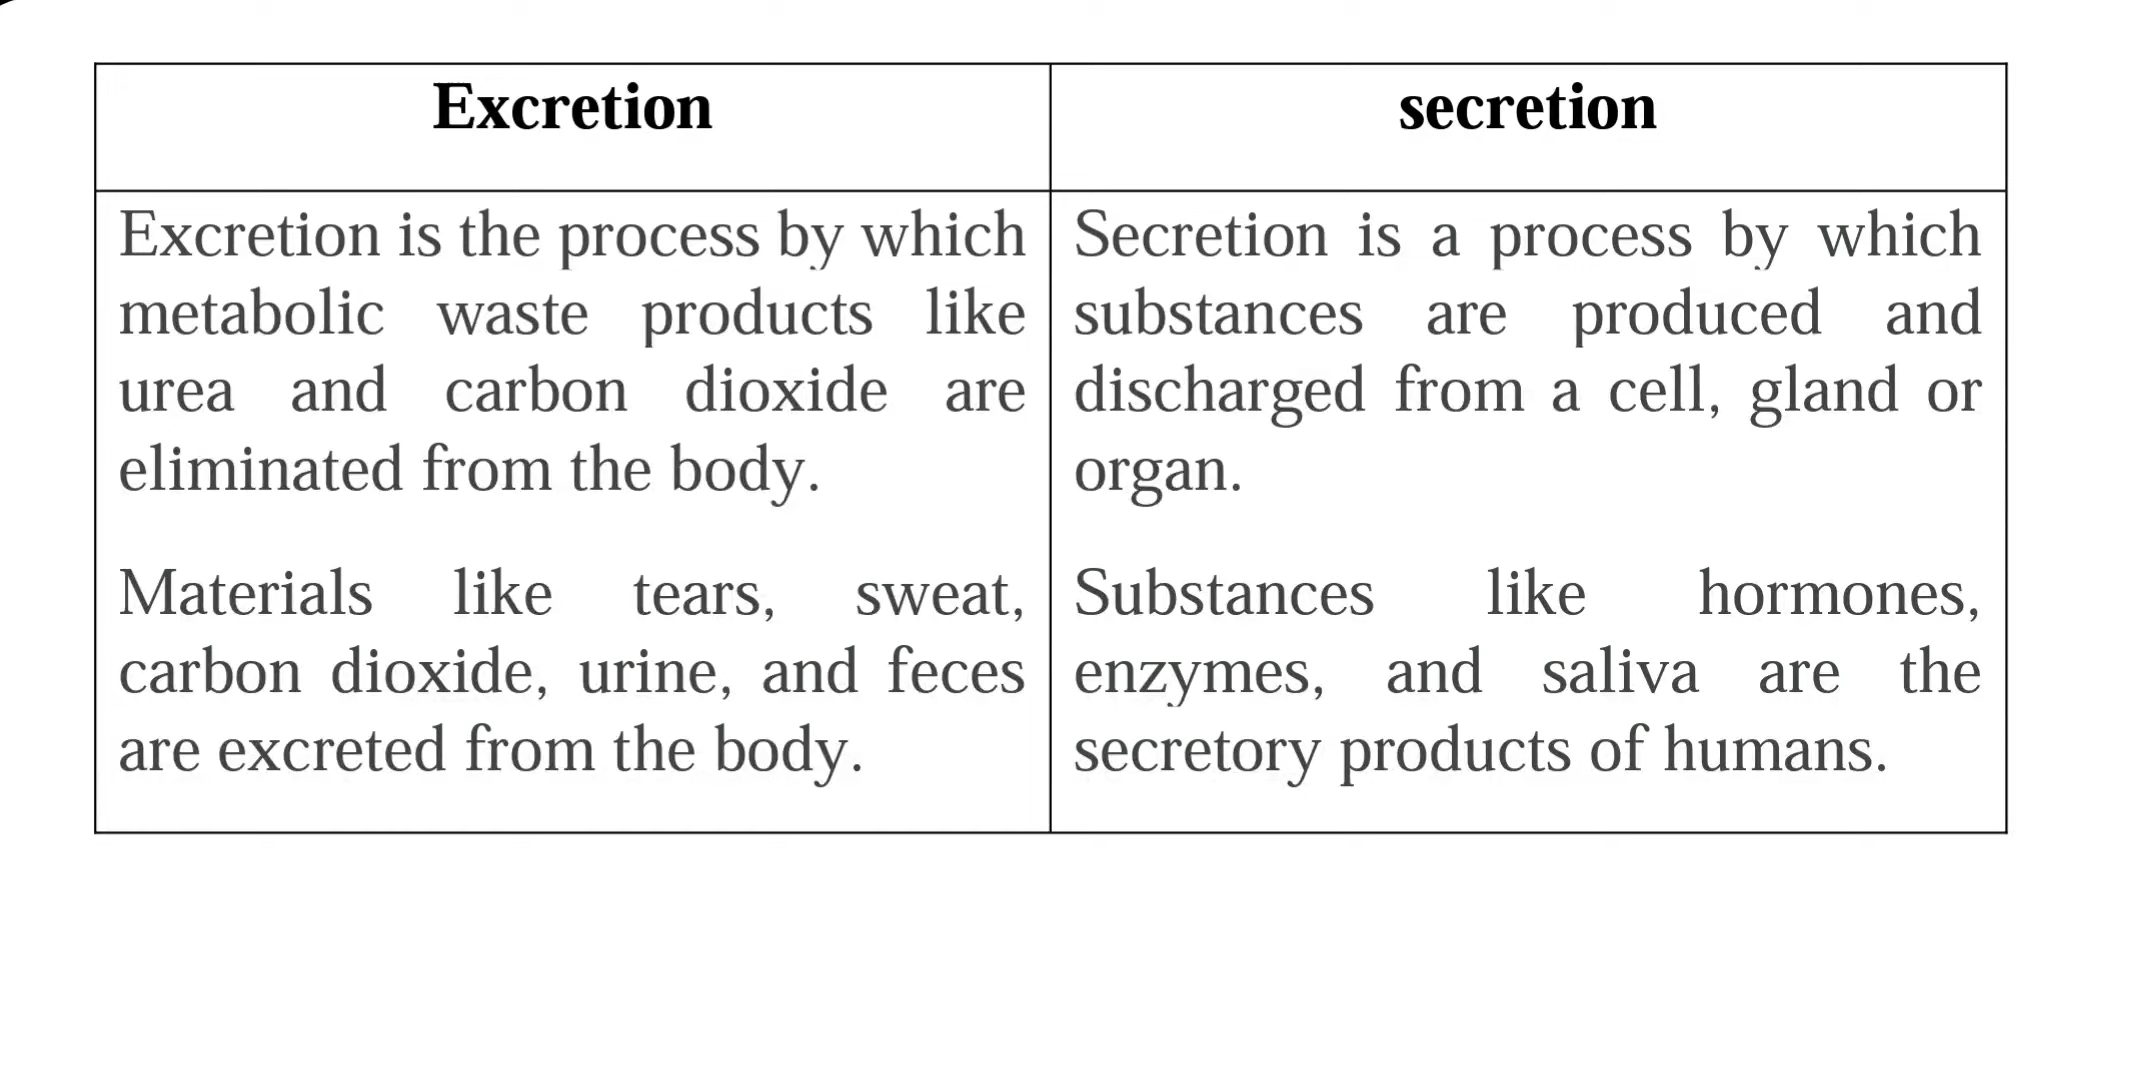 Excretion
secretion
Excretion is the process by which
metabolic waste products like
urea and carbon dioxide are
eliminated from the body.
Materials like tears, sweat,
carbon dioxide, urine, and feces
are excreted from the body.
Secretion is a process by which
substances are produced and
discharged from a cell, gland or
organ.
Substances like hormones,
enzymes, and saliva are the
secretory products of humans.